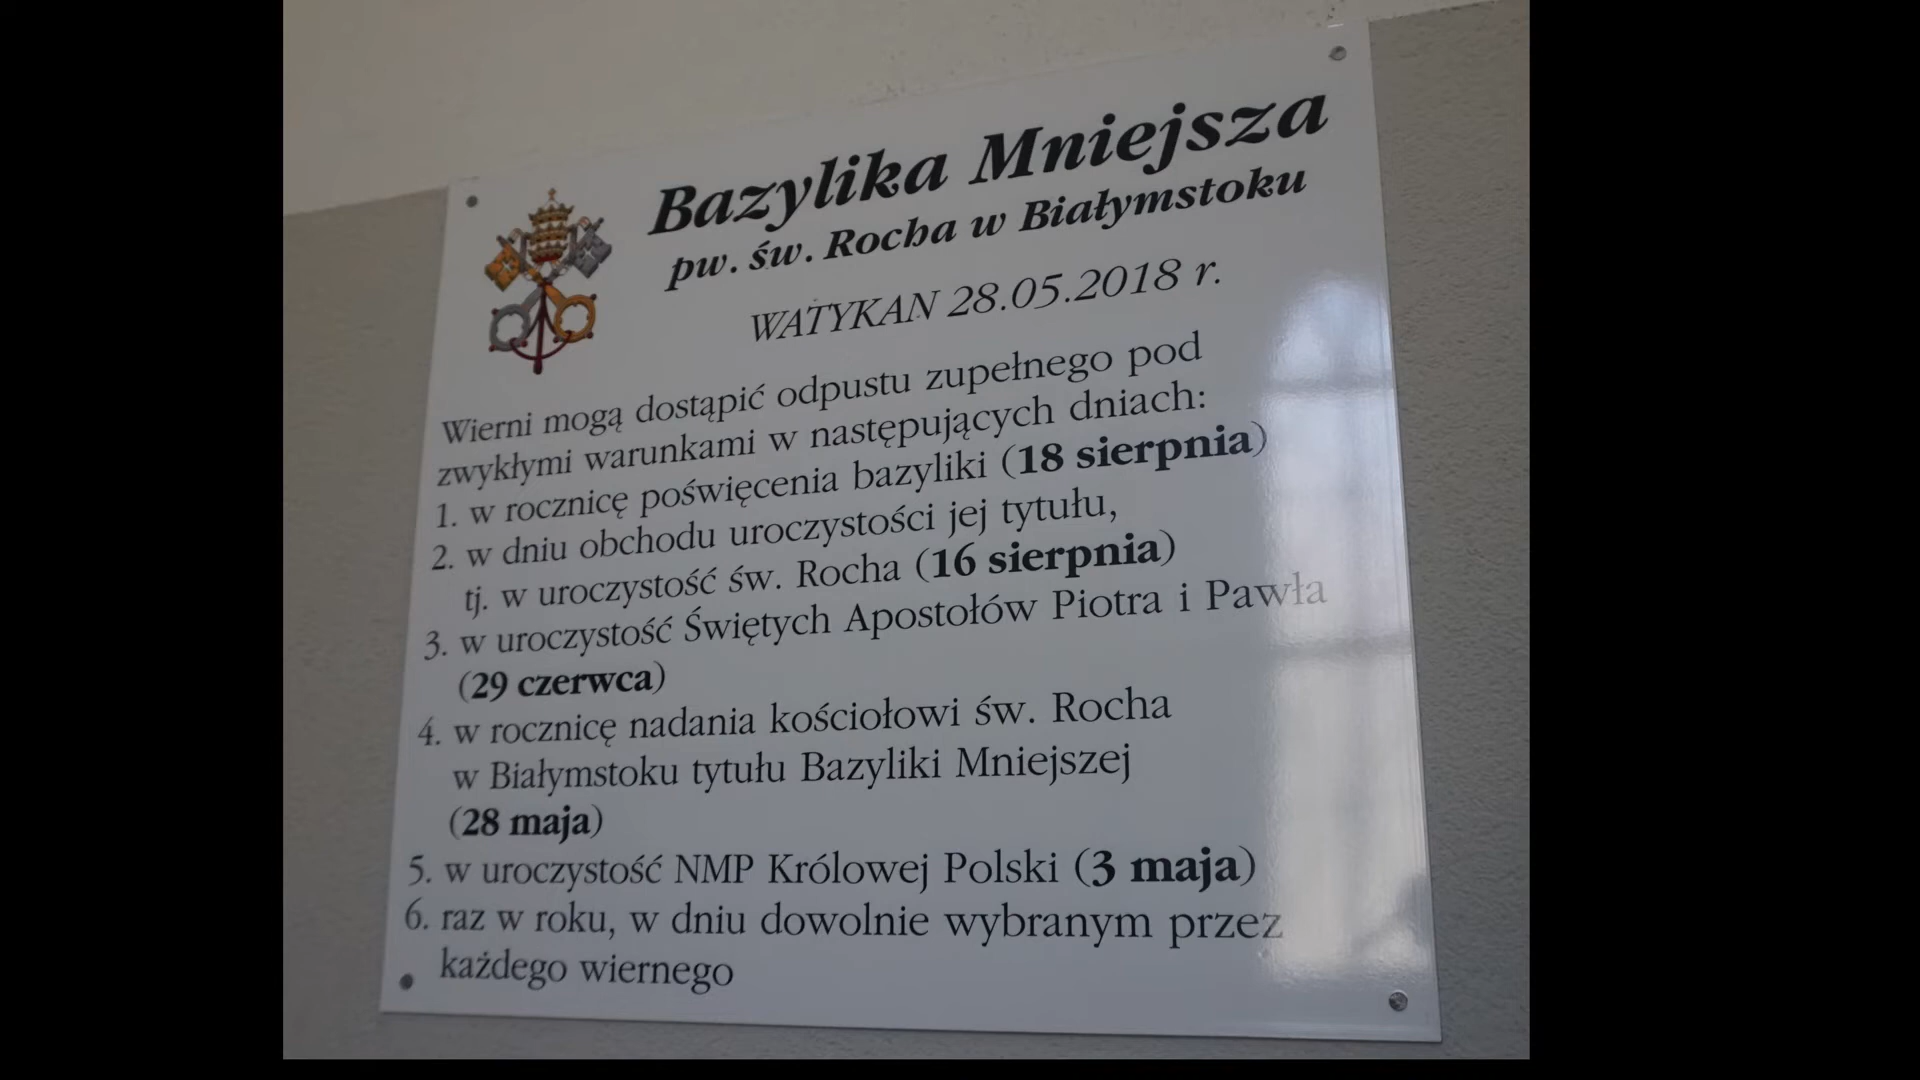 Bazylika Mniejsza
pw. św. Rocha w Białymstoku
WATYKAN 28.05.2018 r.
Wierni mogą dostąpić odpustu zupełnego pod
zwykłymi warunkami w następujących dniach:
1. w rocznicę poświęcenia bazyliki (18 sierpnia)
2. w dniu obchodu uroczystości jej tytułu,
tj. w uroczystość św. Rocha (16 sierpnia)
3. w uroczystość Świętych Apostołów Piotra i Pawła
(29 czerwca)
4. w rocznicę nadania kościołowi św. Rocha
w Białymstoku tytułu Bazyliki Mniejszej
(28 maja)
5. w uroczystość NMP Królowej Polski (3 maja)
6. raz w roku, w dniu dowolnie wybranym przez
każdego wiernego